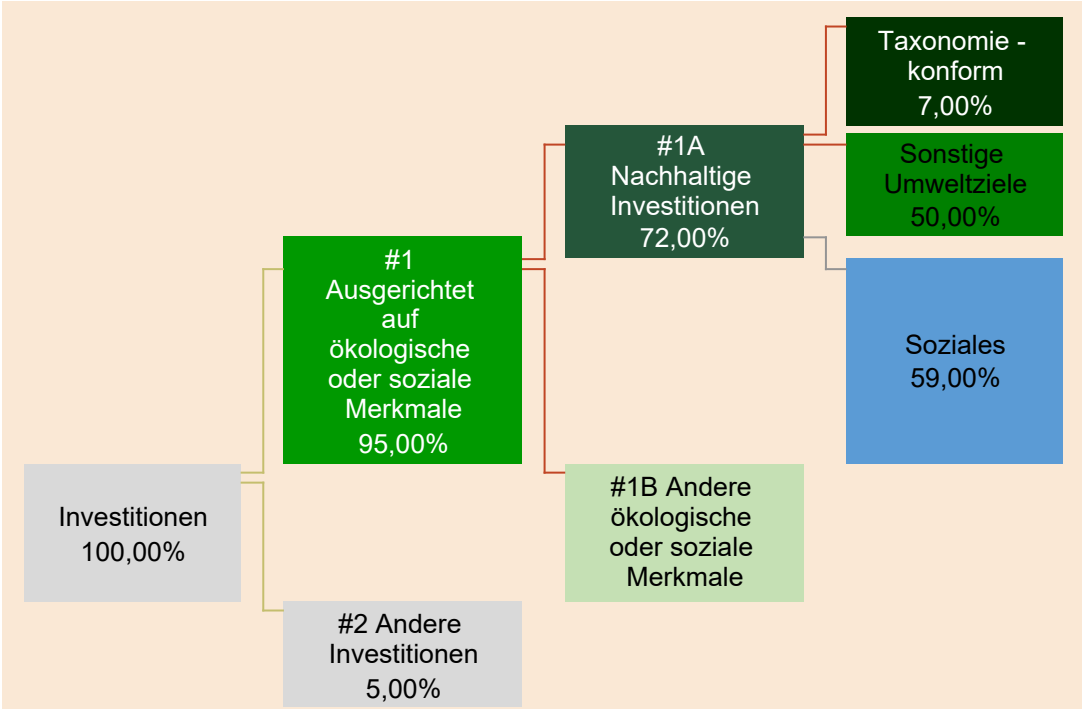 Investitionen
100,00%
#1
Ausgerichtet
auf
ökologische
oder soziale
Merkmale
95,00%
#2 Andere
Investitionen
5,00%
#1A
Nachhaltige
Investitionen
72,00%
#1B Andere
ökologische
oder soziale
Merkmale
Taxonomie -
konform
7,00%
Sonstige
Umweltziele
50,00%
Soziales
59,00%